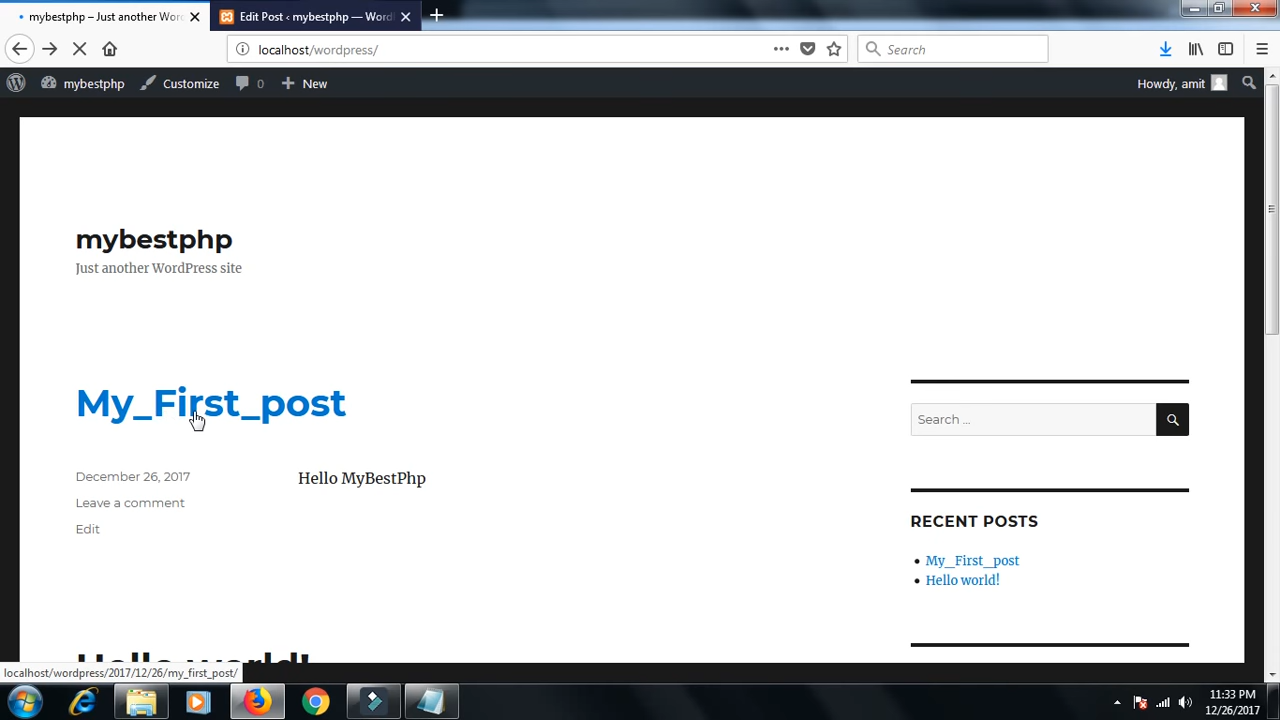 mybestphp – Just another Wor
Edit Post ‹ mybestphp — Word
localhost/wordpress/
Search
mybestphp
Customize
0
New
Howdy, amit
mybestphp
Just another WordPress site
My_First_post
Search ...
December 26, 2017
Hello MyBestPhp
Leave a comment
Edit
RECENT POSTS
My_First_post
Hello world!
Hello world!
localhost/wordpress/2017/12/26/my_first_post/
11:33 PM
12/26/2017